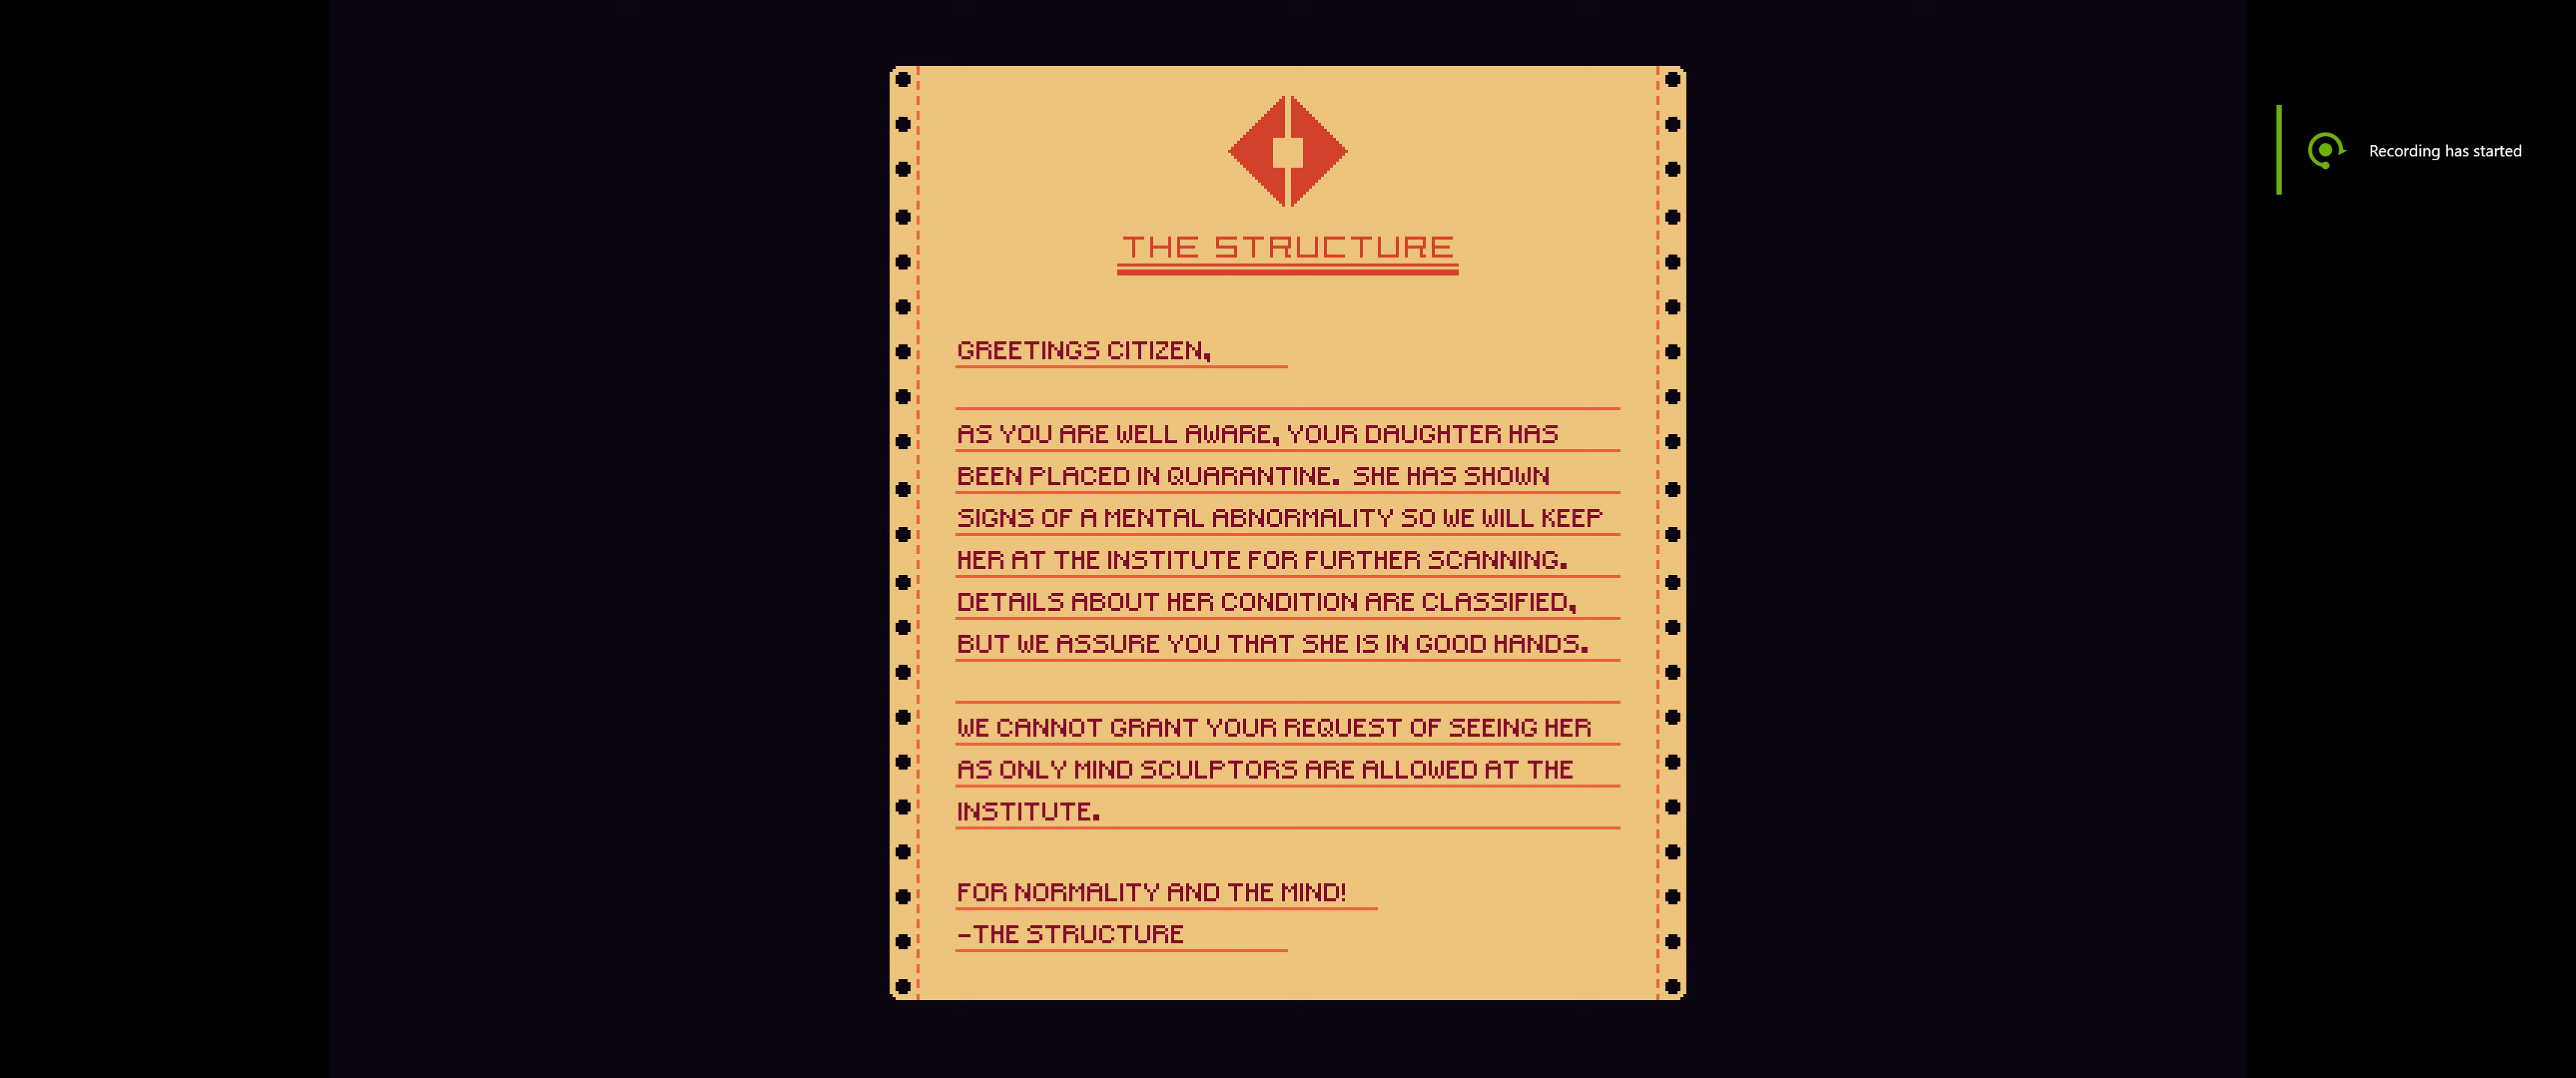 THE STRUCTURE
GREETINGS CITIZEN,
AS YOU ARE WELL AWARE, YOUR DAUGHTER HAS
BEEN PLACED IN QUARANTINE. SHE HAS SHOWN
SIGNS OF A MENTAL ABNORMALITY SO WE WILL KEEP
HER AT THE INSTITUTE FOR FURTHER SCANNING.
DETAILS ABOUT HER CONDITION ARE CLASSIFIED,
BUT WE ASSURE YOU THAT SHE IS IN GOOD HANDS.
WE CANNOT GRANT YOUR REQUEST OF SEEING HER
AS ONLY MIND SCULPTORS ARE ALLOWED AT THE
INSTITUTE.
FOR NORMALITY AND THE MIND!
-THE STRUCTURE
Recording has started